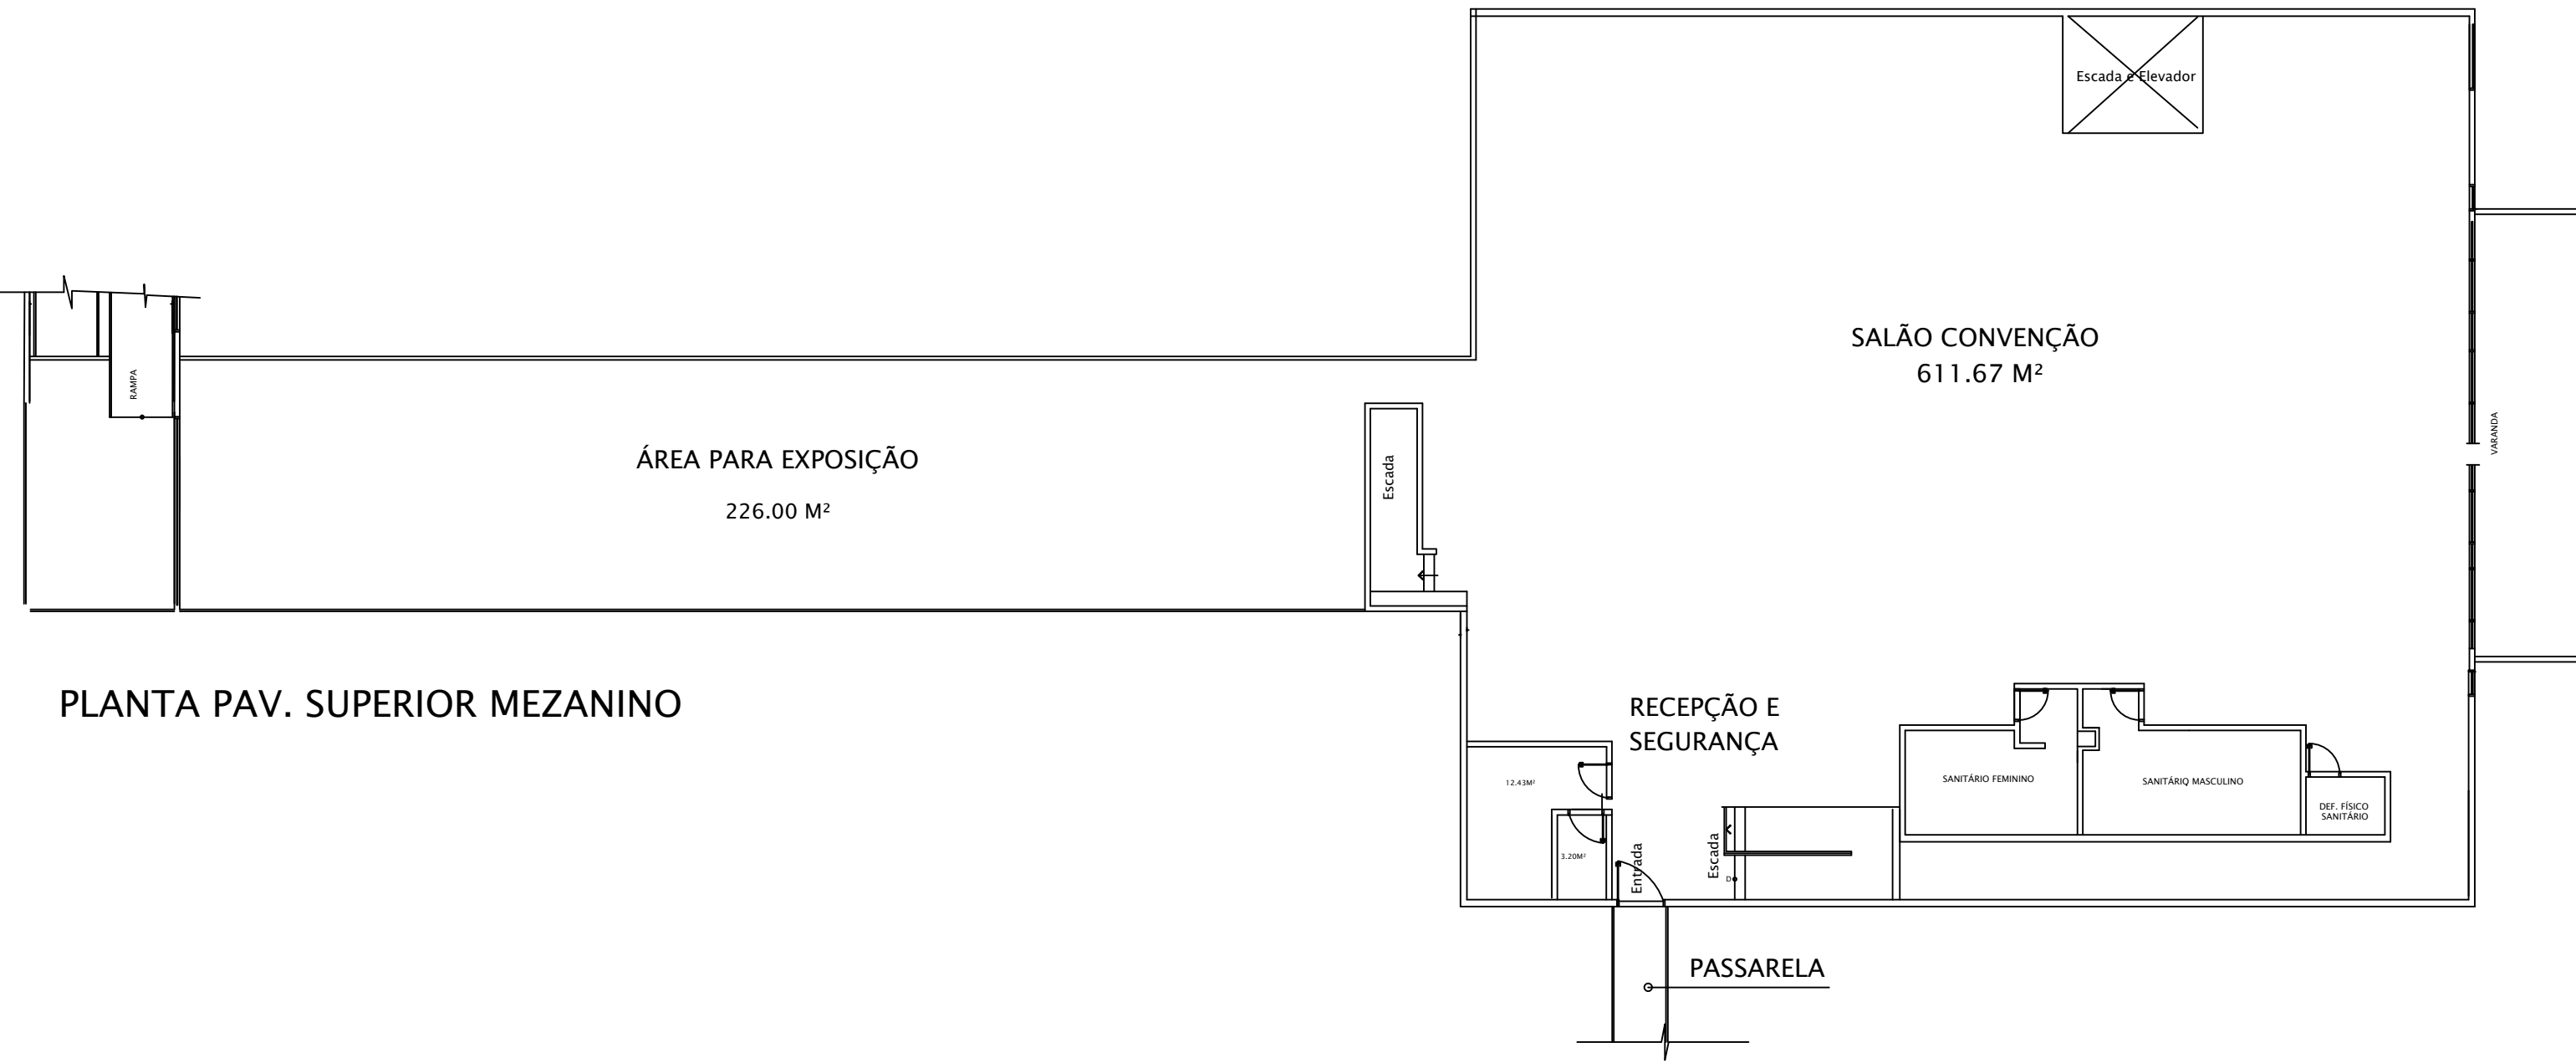 Escada e Elevador
SALÃO CONVENÇÃO
611.67 M²
RAMPA
ÁREA PARA EXPOSIÇÃO
226.00 M²
Escada
VARANDA
PLANTA PAV. SUPERIOR MEZANINO
RECEPÇÃO E
SEGURANÇA
12.43M²
SANITÁRIO FEMININO
SANITÁRIO MASCULINO
DEF. FÍSICO
SANITÁRIO
3.20M²
Entrada
Escada
D
PASSARELA